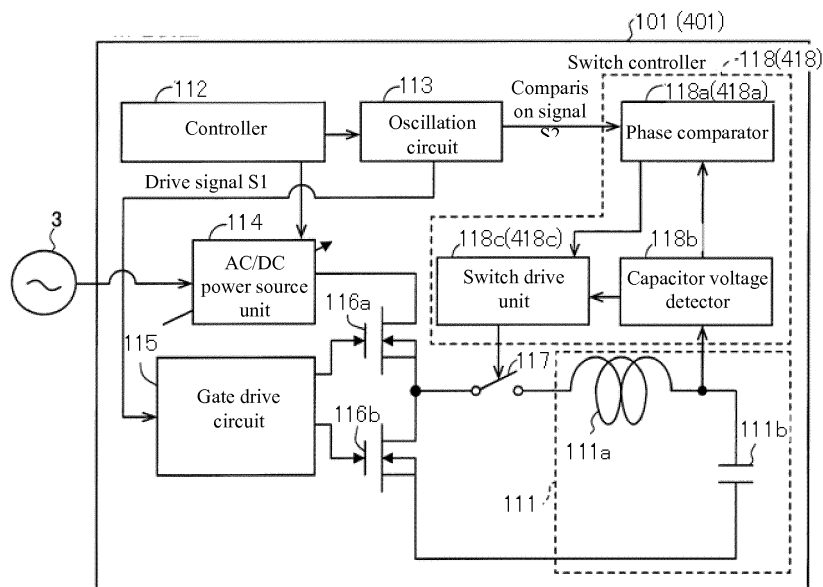 101 (401)
Switch controller
118(418)
112
113
Comparis
on signal
118a(418a)
Controller
Oscillation
circuit
Phase comparator
Drive signal S1
3
114
118c(418c)
118b
AC/DC
power source
unit
Switch drive
unit
Capacitor voltage
detector
116a
115
117
Gate drive
circuit
116b
111a
111b
111